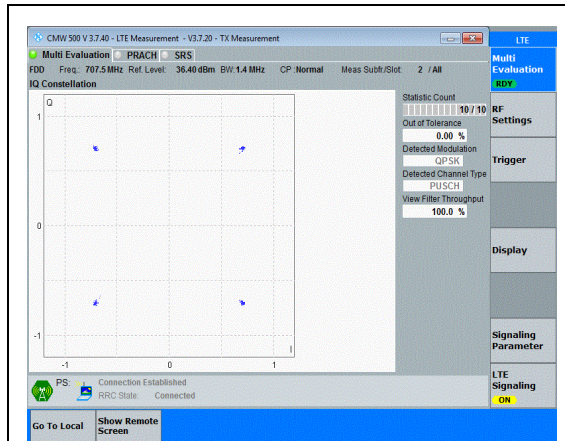 CMW 500 V 3.7.40 - LTE Measurement - V3.7.20 - TX Measurement
LTE
Multi Evaluation PRACH SRS
Multi
Evaluation
RDY
FDD Freq.: 707.5 MHz Ref. Level: 36.40 dBm BW: 1.4 MHz CP :Normal Meas Subfr./Slot: 2 / All
IQ Constellation
Q
1
0
-1
-1 0 1
I
Statistic Count
10 / 10
Out of Tolerance
0.00 %
Detected Modulation
QPSK
Detected Channel Type
PUSCH
View Filter Throughput
100.0 %
RF
Settings
Trigger
Display
Signaling
Parameter
LTE
Signaling
ON
PS: Connection Established
RRC State: Connected
Go To Local
Show Remote
Screen